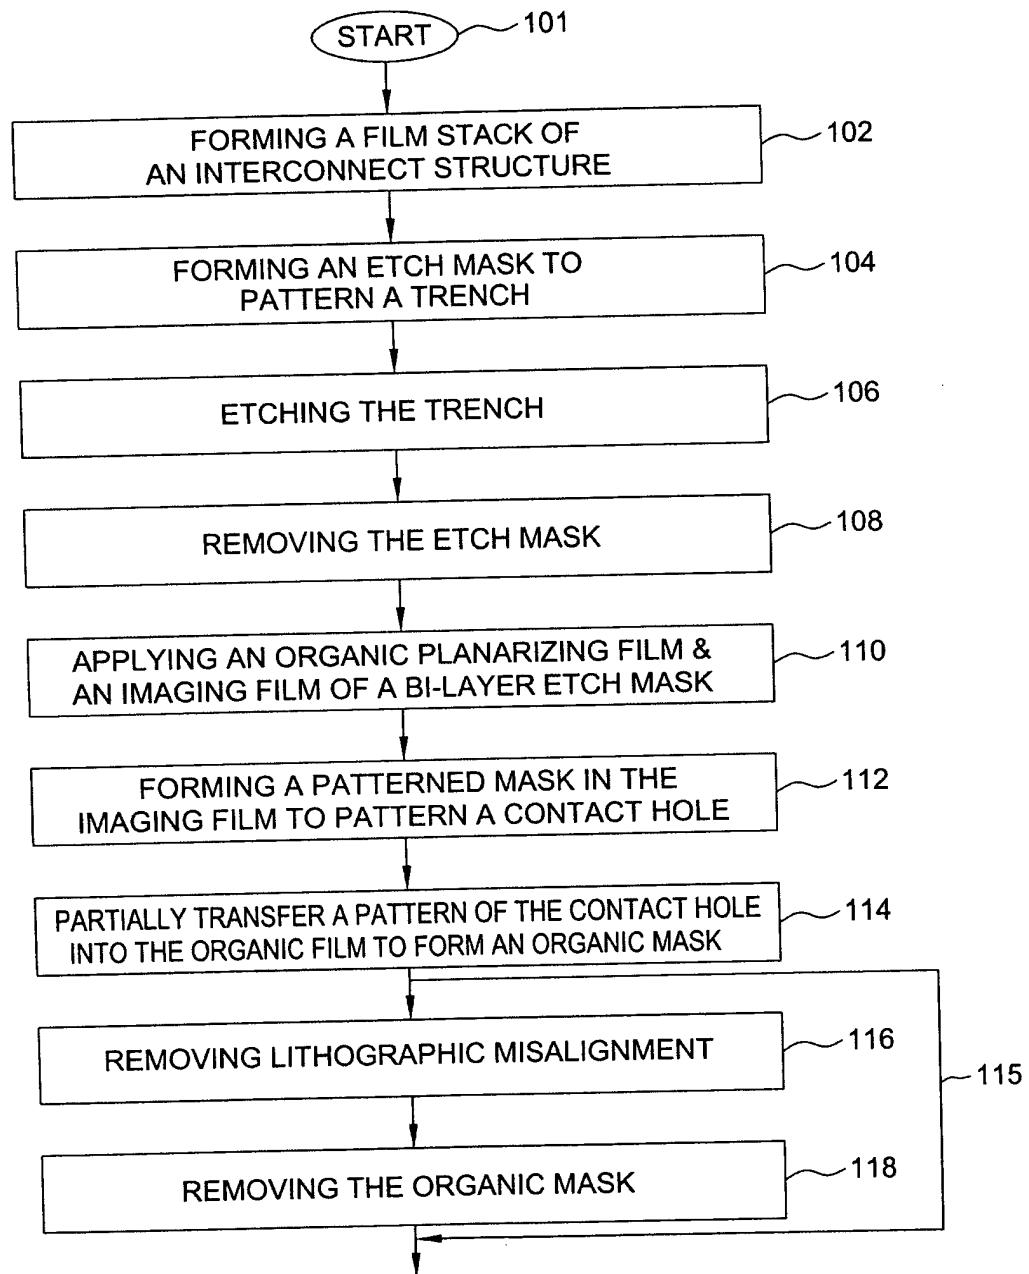 START
101
FORMING A FILM STACK OF
AN INTERCONNECT STRUCTURE
102
FORMING AN ETCH MASK TO
PATTERN A TRENCH
104
ETCHING THE TRENCH
106
REMOVING THE ETCH MASK
108
APPLYING AN ORGANIC PLANARIZING FILM &
AN IMAGING FILM OF A BI-LAYER ETCH MASK
110
FORMING A PATTERNED MASK IN THE
IMAGING FILM TO PATTERN A CONTACT HOLE
112
PARTIALLY TRANSFER A PATTERN OF THE CONTACT HOLE
INTO THE ORGANIC FILM TO FORM AN ORGANIC MASK
114
REMOVING LITHOGRAPHIC MISALIGNMENT
116
115
REMOVING THE ORGANIC MASK
118